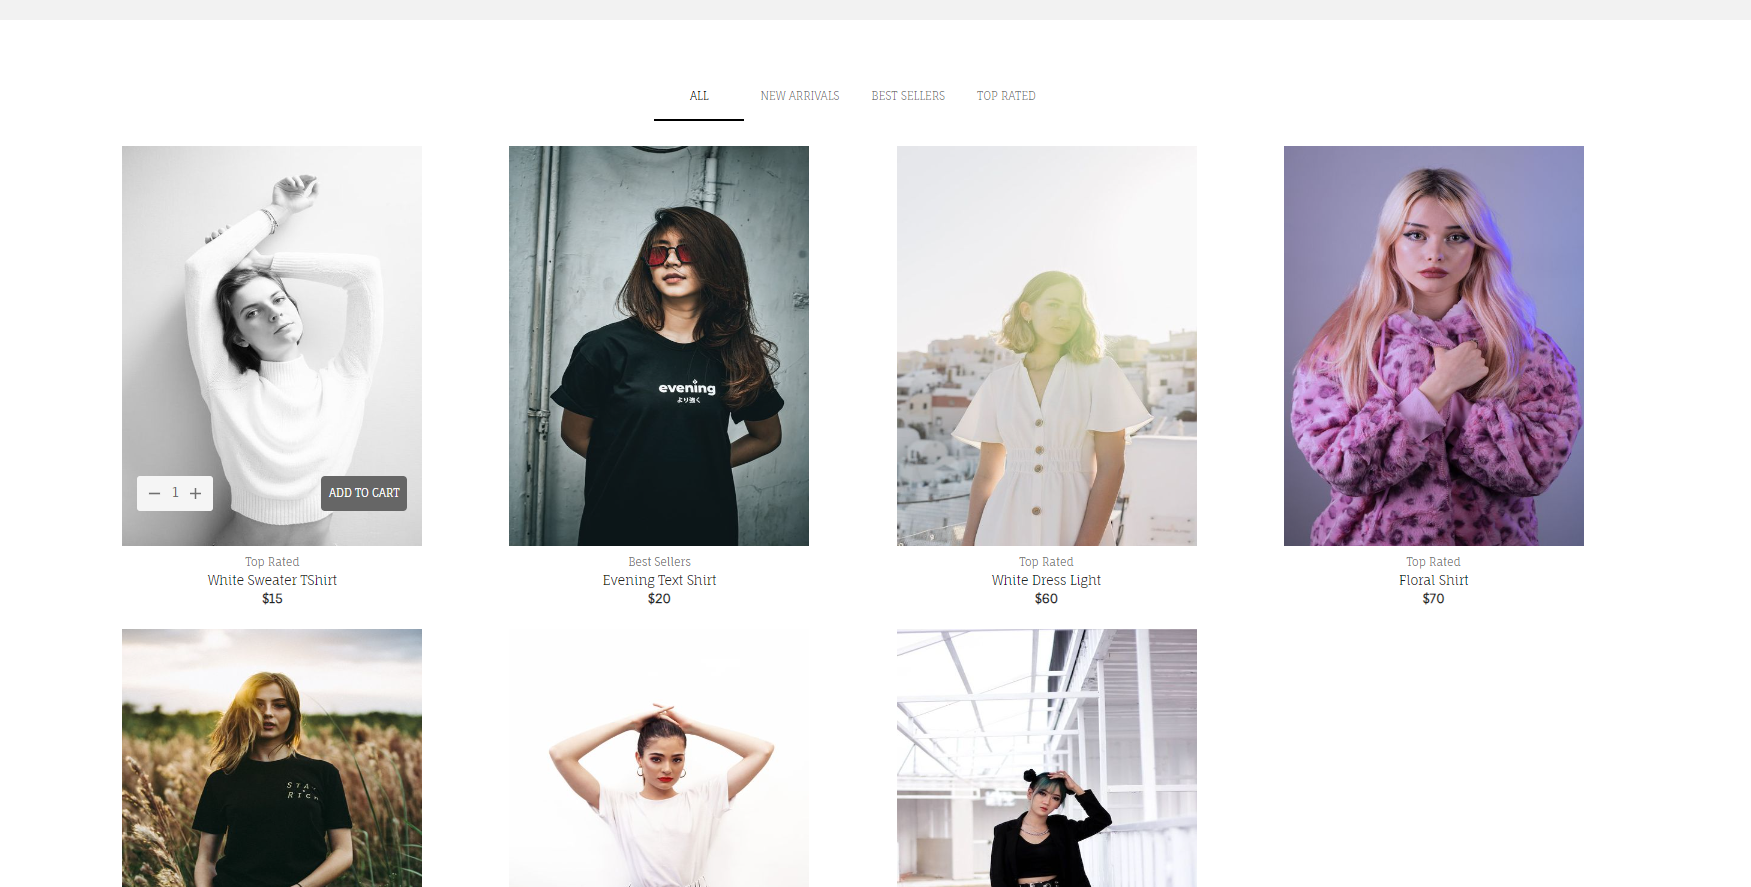 ALL NEW ARRIVALS BEST SELLERS TOP RATED
evening
より強く
1 ADD TO CART
Top Rated
White Sweater TShirt
$15
Best Sellers
Evening Text Shirt
$20
Top Rated
White Dress Light
$60
Top Rated
Floral Shirt
$70
STAY
RICH